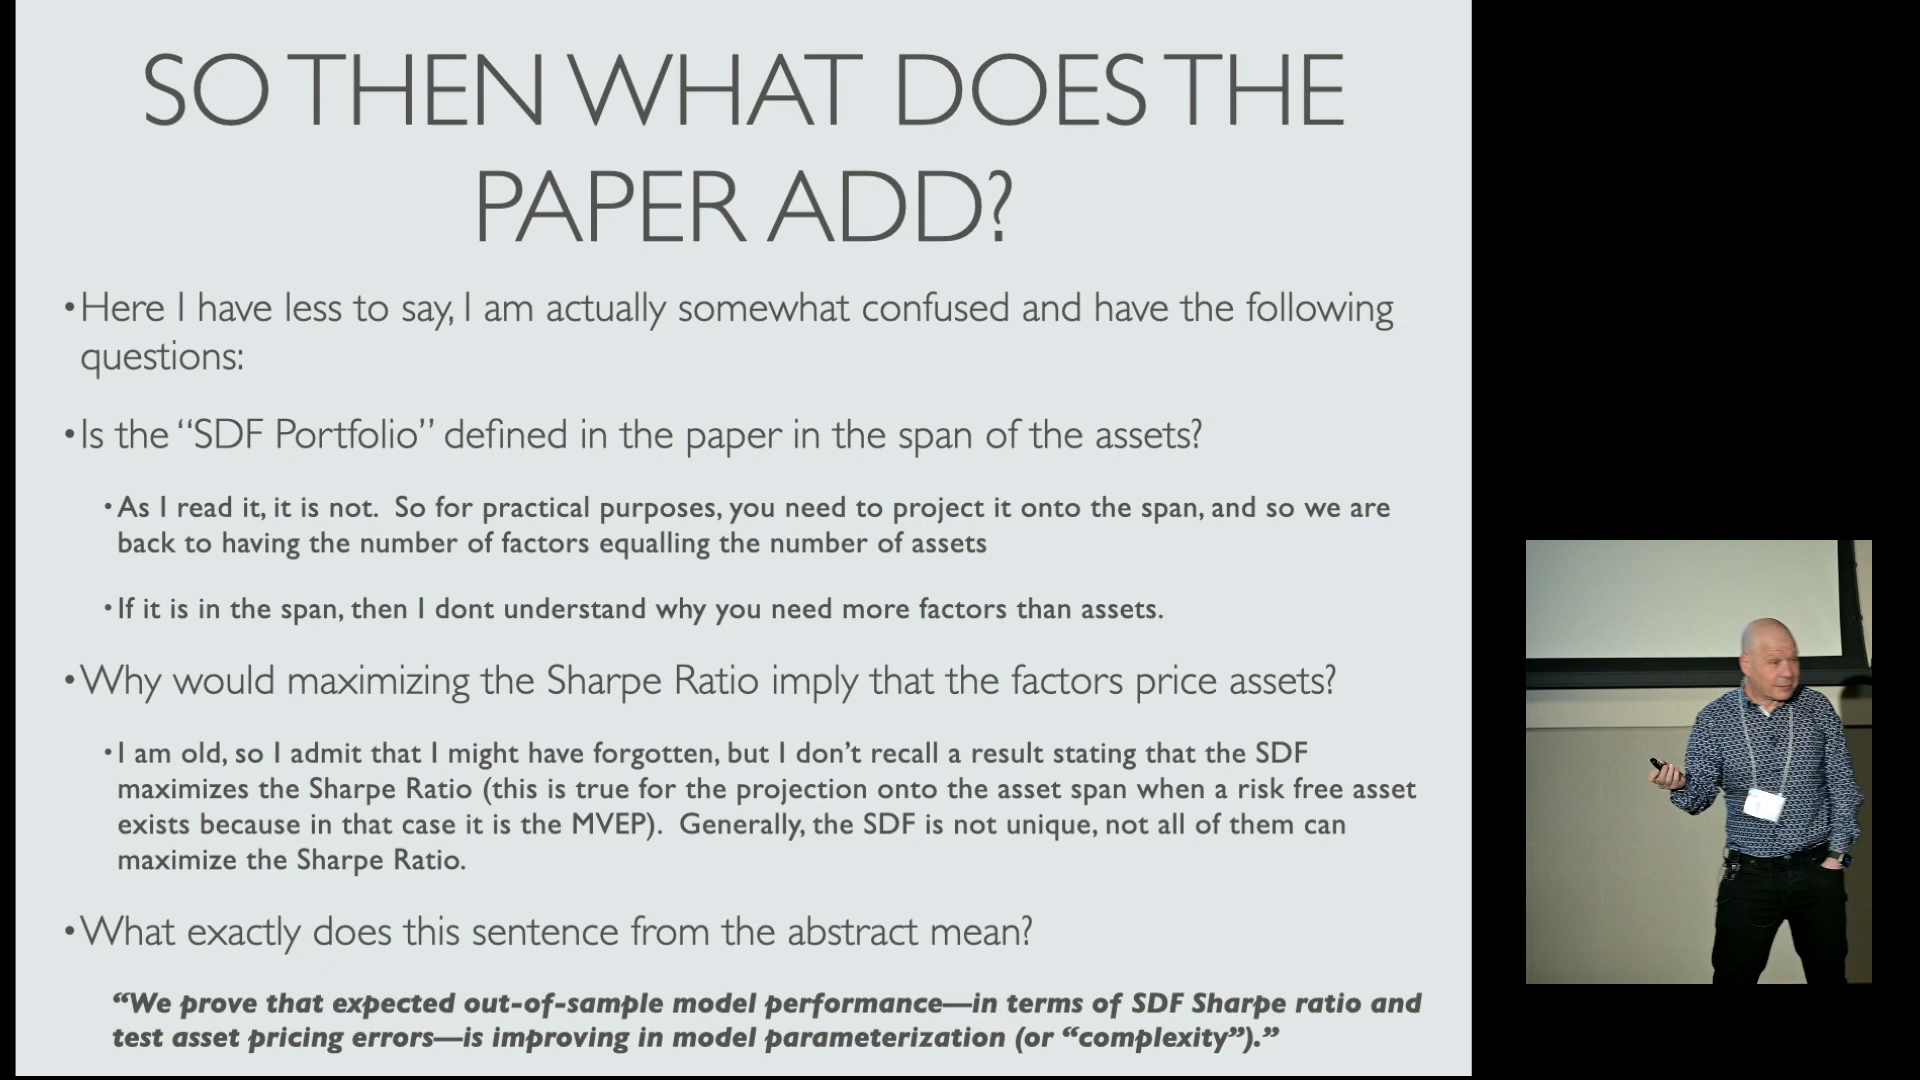 SO THEN WHAT DOES THE
PAPER ADD?
•Here I have less to say, I am actually somewhat confused and have the following
questions:
•Is the “SDF Portfolio” defined in the paper in the span of the assets?
•As I read it, it is not.  So for practical purposes, you need to project it onto the span, and so we are
back to having the number of factors equalling the number of assets
•If it is in the span, then I dont understand why you need more factors than assets.
•Why would maximizing the Sharpe Ratio imply that the factors price assets?
•I am old, so I admit that I might have forgotten, but I don’t recall a result stating that the SDF
maximizes the Sharpe Ratio (this is true for the projection onto the asset span when a risk free asset
exists because in that case it is the MVEP).  Generally, the SDF is not unique, not all of them can
maximize the Sharpe Ratio.
•What exactly does this sentence from the abstract mean?
“We prove that expected out-of-sample model performance—in terms of SDF Sharpe ratio and
test asset pricing errors—is improving in model parameterization (or “complexity”).”